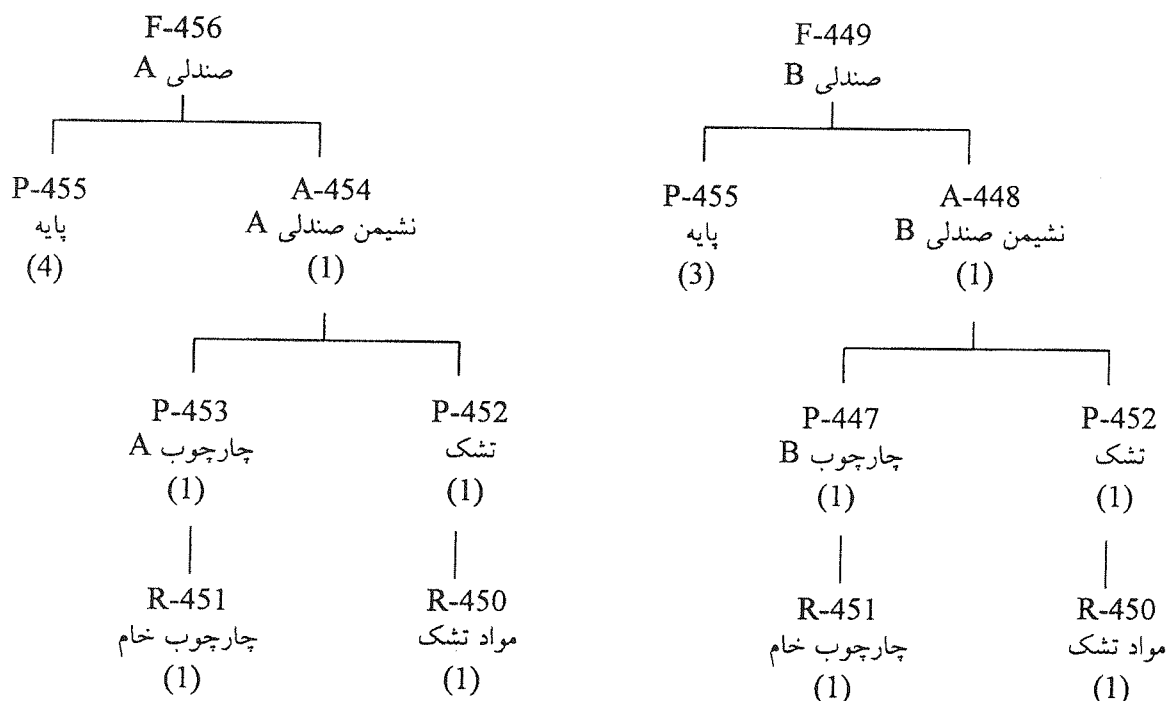 F-456
صندلی A
P-455
پایه
(4)
A-454
نشیمن صندلی A
(1)
P-453
چارچوب A
(1)
P-452
تشک
(1)
R-451
چارچوب خام
(1)
R-450
مواد تشک
(1)
F-449
صندلی B
P-455
پایه
(3)
A-448
نشیمن صندلی B
(1)
P-447
چارچوب B
(1)
P-452
تشک
(1)
R-451
چارچوب خام
(1)
R-450
مواد تشک
(1)